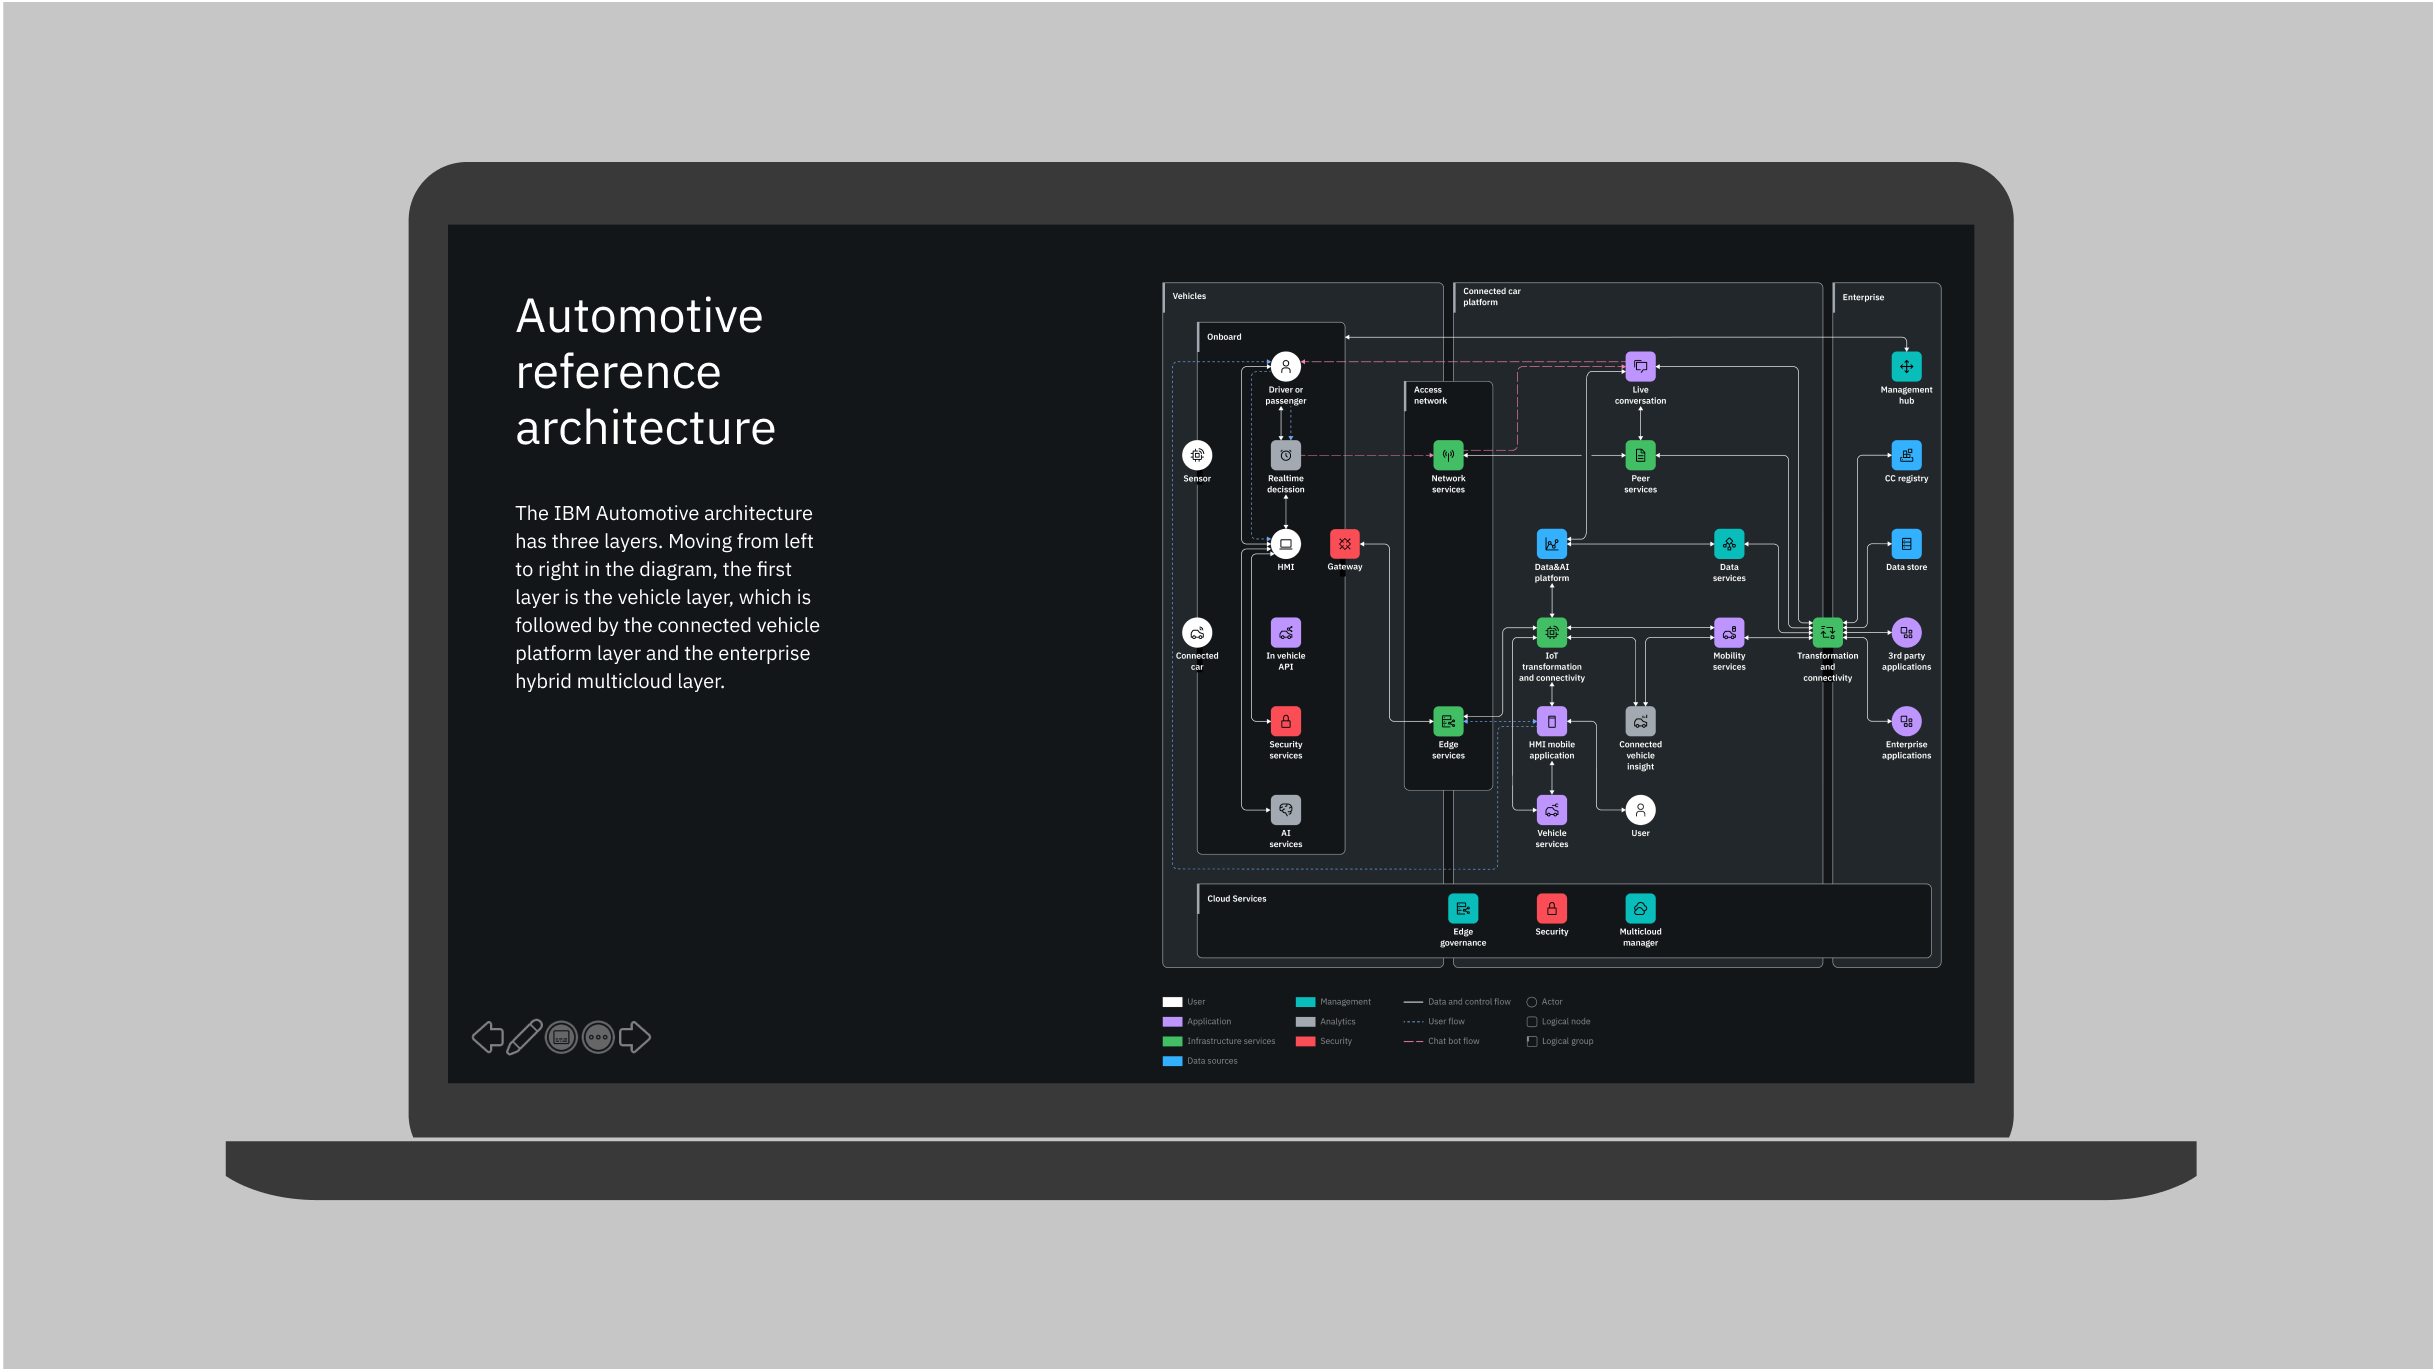 Automotive
reference
architecture
The IBM Automotive architecture
has three layers. Moving from left
to right in the diagram, the first
layer is the vehicle layer, which is
followed by the connected vehicle
platform layer and the enterprise
hybrid multicloud layer.
Vehicles
Connected car
platform
Enterprise
Onboard
Driver or
passenger
Access
network
Live
conversation
Management
hub
Sensor
Realtime
decission
Network
services
Peer
services
CC registry
HMI
Gateway
Data&AI
platform
Data
services
Data store
Connected
car
In vehicle
API
IoT
transformation
and connectivity
Mobility
services
Transformation
and
connectivity
3rd party
applications
Security
services
Edge
services
HMI mobile
application
Connected
vehicle
insight
Enterprise
applications
AI
services
Vehicle
services
User
Cloud Services
Edge
governance
Security
Multicloud
manager
User
Application
Infrastructure services
Data sources
Management
Analytics
Security
Data and control flow
User flow
Chat bot flow
Actor
Logical node
Logical group